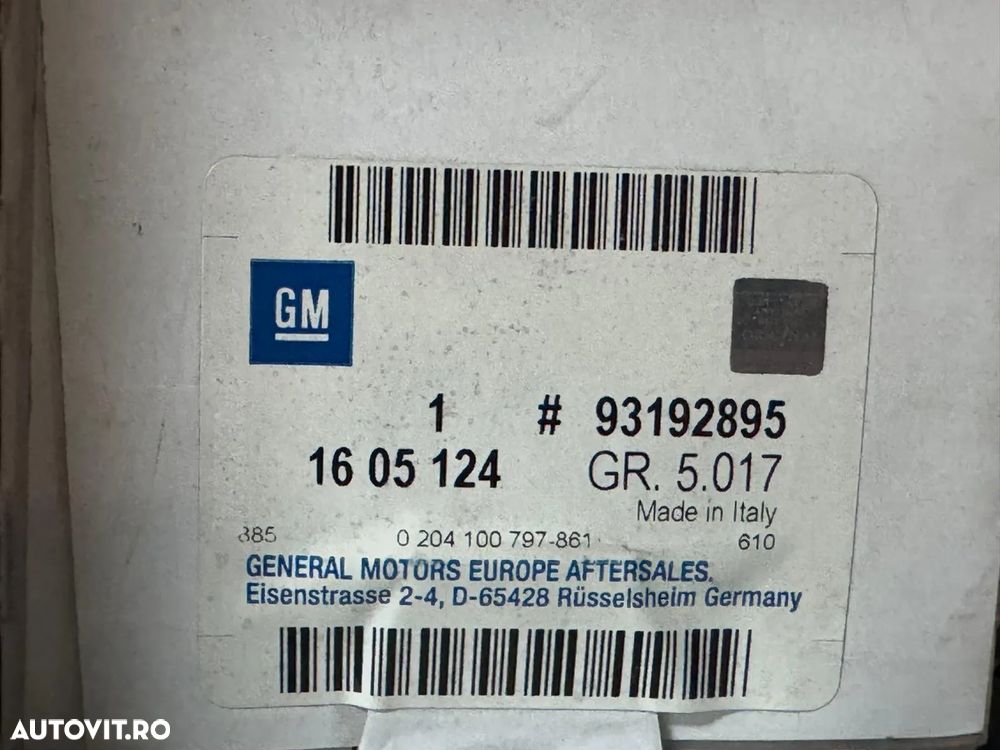 GM
1 # 93192895
16 05 124 GR. 5.017
Made in Italy
885 0 204 100 797-861 610
GENERAL MOTORS EUROPE AFTERSALES.
Eisenstrasse 2-4, D-65428 Rüsselsheim Germany
AUTOVIT.RO